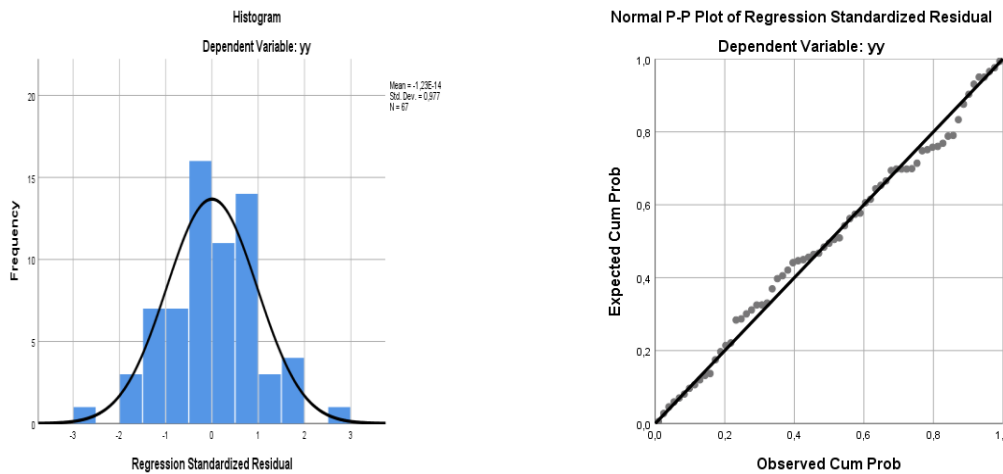 Histogram
Dependent Variable: yy
Mean = -1,23E-14
Std. Dev. = 0,977
N = 67
20
15
10
5
0
Frequency
-3 -2 -1 0 1 2 3
Regression Standardized Residual
Normal P-P Plot of Regression Standardized Residual
Dependent Variable: yy
1,0
0,8
0,6
0,4
0,2
0,0
Expected Cum Prob
0,0 0,2 0,4 0,6 0,8 1,
Observed Cum Prob